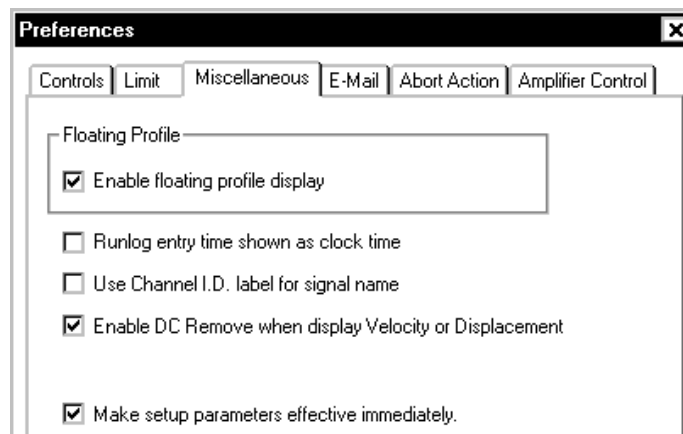 Preferences
Controls Limit Miscellaneous E-Mail Abort Action Amplifier Control
Floating Profile
Enable floating profile display
Runlog entry time shown as clock time
Use Channel I.D. label for signal name
Enable DC Remove when display Velocity or Displacement
Make setup parameters effective immediately.